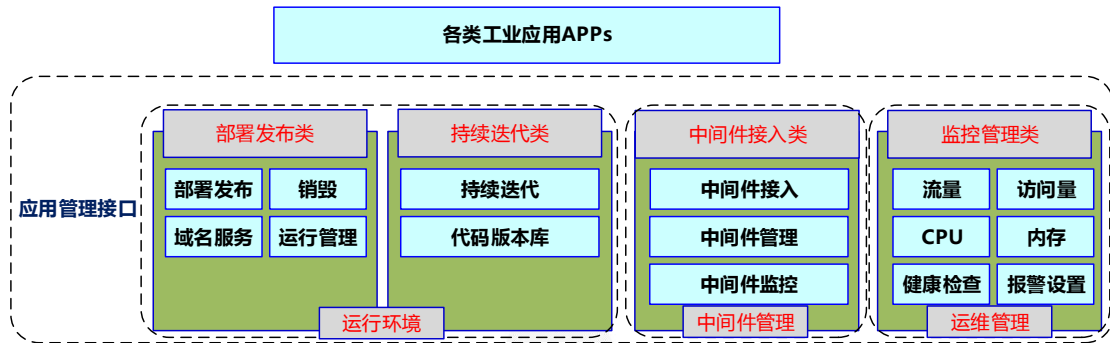 各类工业应用APPs
应用管理接口
部署发布类
部署发布
销毁
域名服务
运行管理
持续迭代类
持续迭代
代码版本库
运行环境
中间件接入类
中间件接入
中间件管理
中间件监控
中间件管理
监控管理类
流量
访问量
CPU
内存
健康检查
报警设置
运维管理